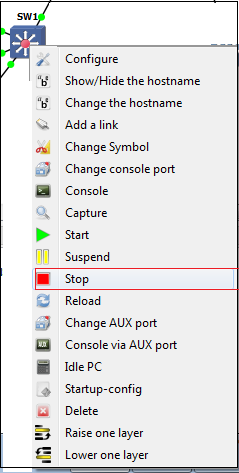 SW1
Configure
Show/Hide the hostname
Change the hostname
Add a link
Change Symbol
Change console port
Console
Capture
Start
Suspend
Stop
Reload
Change AUX port
Console via AUX port
Idle PC
Startup-config
Delete
Raise one layer
Lower one layer